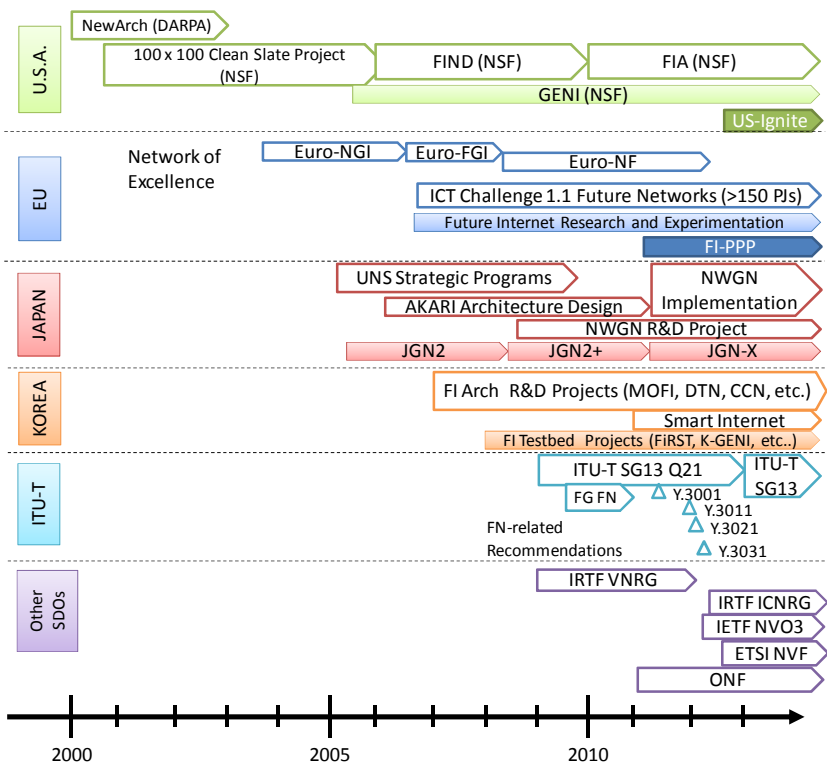 U.S.A.
NewArch (DARPA)
100 x 100 Clean Slate Project
(NSF)
FIND (NSF)
FIA (NSF)
GENI (NSF)
US-Ignite
EU
Network of
Excellence
Euro-NGI
Euro-FGI
Euro-NF
ICT Challenge 1.1 Future Networks (>150 PJs)
Future Internet Research and Experimentation
FI-PPP
JAPAN
UNS Strategic Programs
NWGN
Implementation
AKARI Architecture Design
NWGN R&D Project
JGN2
JGN2+
JGN-X
KOREA
FI Arch R&D Projects (MOFI, DTN, CCN, etc.)
Smart Internet
FI Testbed Projects (FiRST, K-GENI, etc..)
ITU-T
ITU-T SG13 Q21
ITU-T
SG13
FG FN
Y.3001
Y.3011
FN-related
Y.3021
Recommendations
Y.3031
Other
SDOs
IRTF VNRG
IRTF ICNRG
IETF NVO3
ETSI NVF
ONF
2000
2005
2010